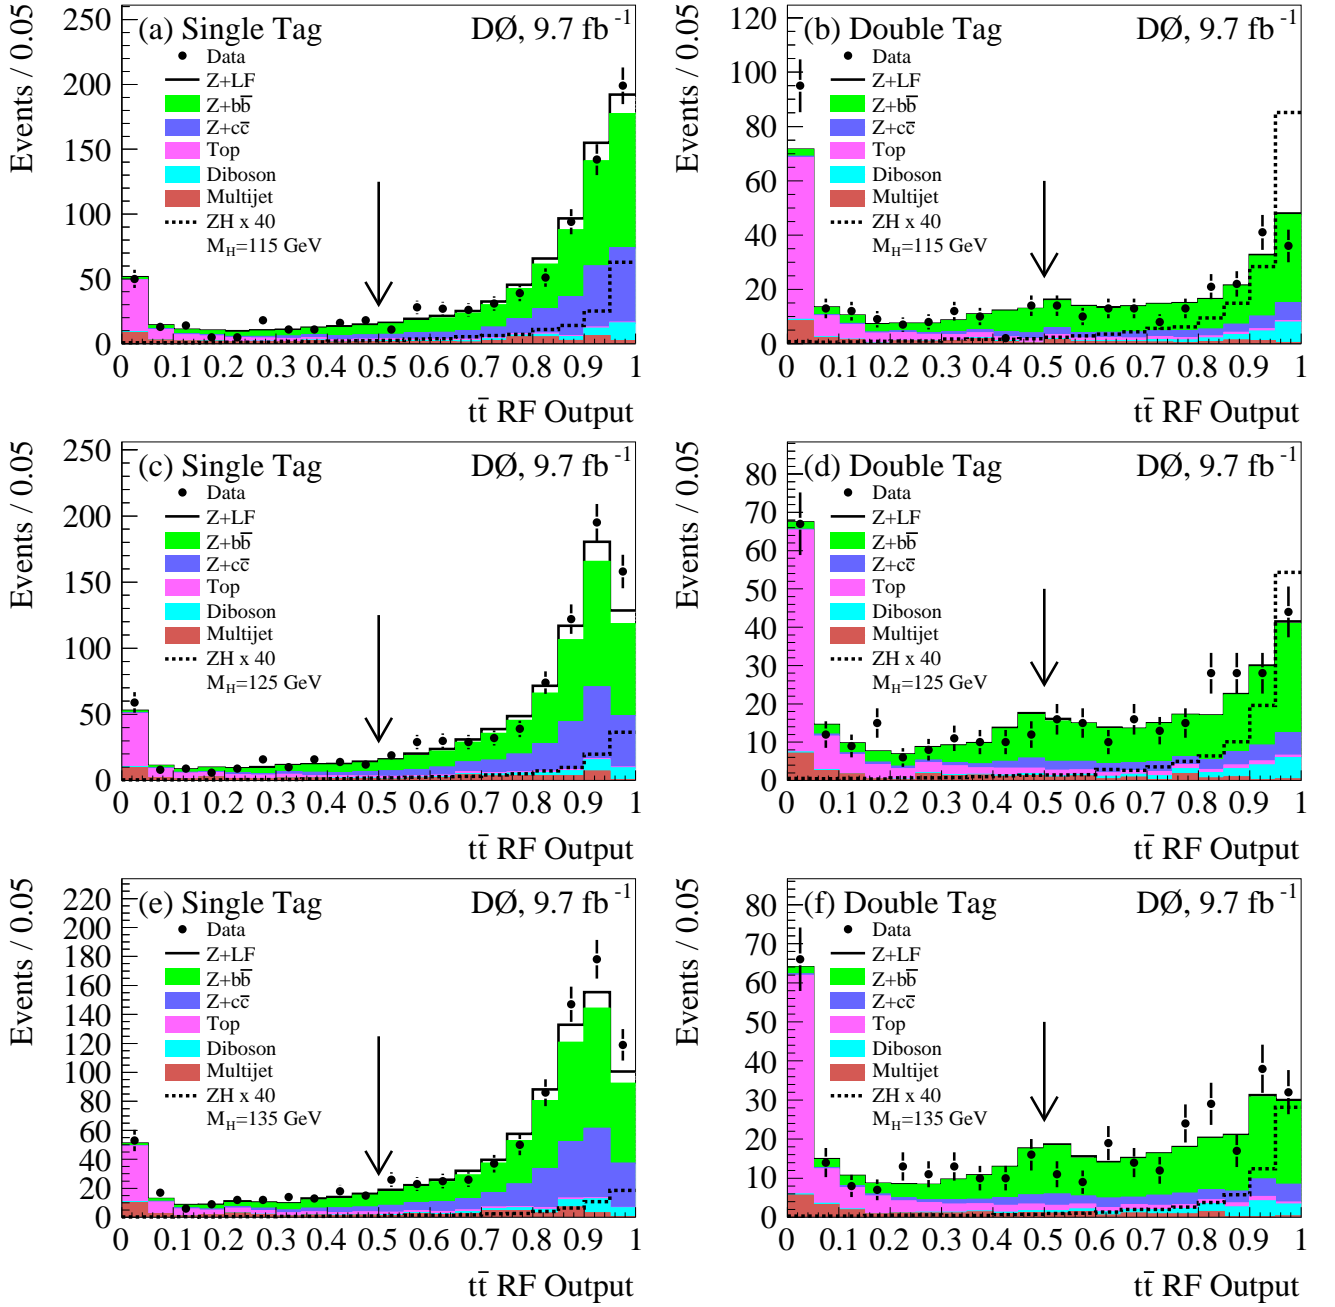 (a) Single Tag DØ, 9.7 fb⁻¹
Data
Z+LF
Z+bb̄
Z+cc̄
Top
Diboson
Multijet
ZH x 40
M_H=115 GeV
Events / 0.05
250
200
150
100
50
0
0 0.1 0.2 0.3 0.4 0.5 0.6 0.7 0.8 0.9 1
tt̄ RF Output
(b) Double Tag DØ, 9.7 fb⁻¹
Data
Z+LF
Z+bb̄
Z+cc̄
Top
Diboson
Multijet
ZH x 40
M_H=115 GeV
Events / 0.05
120
100
80
60
40
20
0
0 0.1 0.2 0.3 0.4 0.5 0.6 0.7 0.8 0.9 1
tt̄ RF Output
(c) Single Tag DØ, 9.7 fb⁻¹
Data
Z+LF
Z+bb̄
Z+cc̄
Top
Diboson
Multijet
ZH x 40
M_H=125 GeV
Events / 0.05
250
200
150
100
50
0
0 0.1 0.2 0.3 0.4 0.5 0.6 0.7 0.8 0.9 1
tt̄ RF Output
(d) Double Tag DØ, 9.7 fb⁻¹
Data
Z+LF
Z+bb̄
Z+cc̄
Top
Diboson
Multijet
ZH x 40
M_H=125 GeV
Events / 0.05
80
70
60
50
40
30
20
10
0
0 0.1 0.2 0.3 0.4 0.5 0.6 0.7 0.8 0.9 1
tt̄ RF Output
(e) Single Tag DØ, 9.7 fb⁻¹
Data
Z+LF
Z+bb̄
Z+cc̄
Top
Diboson
Multijet
ZH x 40
M_H=135 GeV
Events / 0.05
220
200
180
160
140
120
100
80
60
40
20
0
0 0.1 0.2 0.3 0.4 0.5 0.6 0.7 0.8 0.9 1
tt̄ RF Output
(f) Double Tag DØ, 9.7 fb⁻¹
Data
Z+LF
Z+bb̄
Z+cc̄
Top
Diboson
Multijet
ZH x 40
M_H=135 GeV
Events / 0.05
80
70
60
50
40
30
20
10
0
0 0.1 0.2 0.3 0.4 0.5 0.6 0.7 0.8 0.9 1
tt̄ RF Output